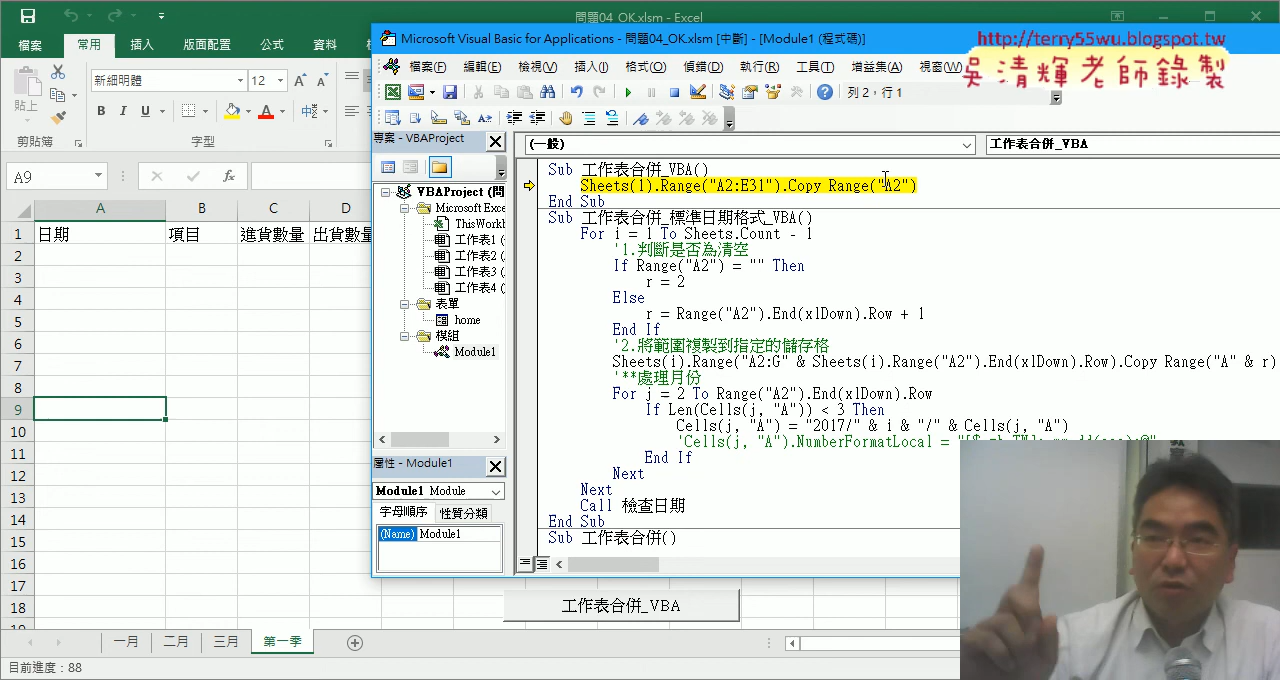 問題04_OK.xlsm - Excel
檔案 常用 插入 版面配置 公式 資料
新細明體 12
貼上
B I U A 中
剪貼簿 字型
A9 fx
A B C D
1 日期 項目 進貨數量 出貨數量
2
3
4
5
6
7
8
9
10
11
12
13
14
15
16
17
18
工作表合併_VBA
一月 二月 三月 第一季
目前進度：88
Microsoft Visual Basic for Applications - 問題04_OK.xlsm [中斷] - [Module1 (程式碼)]
http://terry55wu.blogspot.tw
吳清輝老師錄製
檔案(F) 檢視(V) 插入(I) 格式(O) 偵錯(D) 執行(R) 工具(T) 增益集(A) 視窗(W)
列 2，行 1
專案 - VBAProject
VBAProject (問
Microsoft Exce
ThisWorkb
工作表1 (
工作表2 (
工作表3 (
工作表4 (
表單
home
模組
Module1
屬性 - Module1
Module1 Module
字母順序 性質分類
(Name) Module1
(一般) 工作表合併_VBA
Sub 工作表合併_VBA()
Sheets(1).Range("A2:E31").Copy Range("A2")
End Sub
Sub 工作表合併_標準日期格式_VBA()
For i = 1 To Sheets.Count - 1
'1.判斷是否為清空
If Range("A2") = "" Then
r = 2
Else
r = Range("A2").End(xlDown).Row + 1
End If
'2.將範圍複製到指定的儲存格
Sheets(i).Range("A2:G" & Sheets(i).Range("A2").End(xlDown).Row).Copy Range("A" & r)
'**處理月份
For j = 2 To Range("A2").End(xlDown).Row
If Len(Cells(j, "A")) < 3 Then
Cells(j, "A") = "2017/" & i & "/" & Cells(j, "A")
'Cells(j, "A").NumberFormatLocal =
End If
Next
Next
Call 檢查日期
End Sub
Sub 工作表合併()